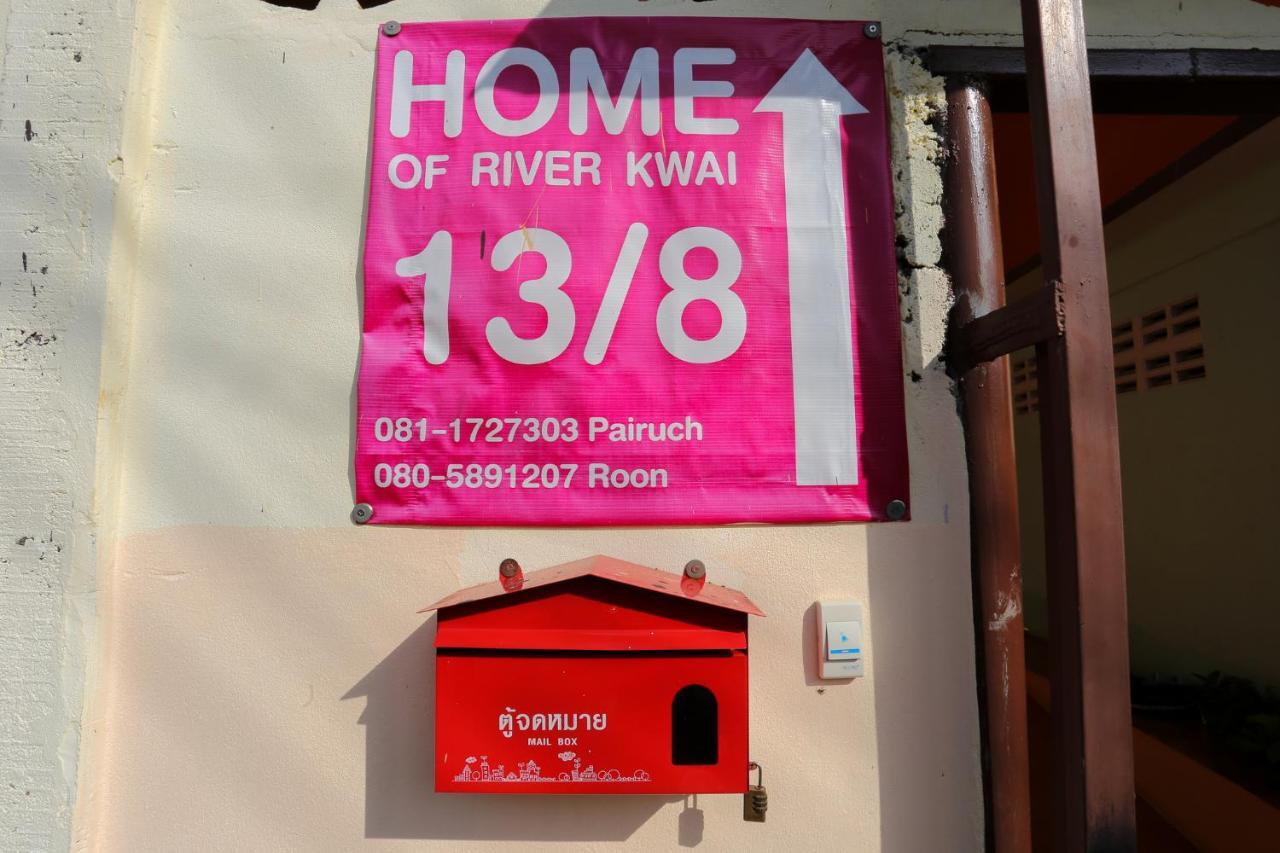 HOME
OF RIVER KWAI
13/8
081-1727303 Pairuch
080-5891207 Roon
ตู้จดหมาย
MAIL BOX